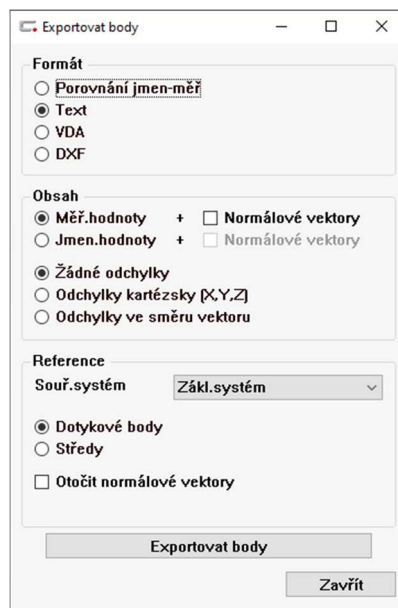 Exportovat body
Formát
Porovnání jmen-měř
Text
VDA
DXF
Obsah
Měř.hodnoty + Normálové vektory
Jmen.hodnoty + Normálové vektory
Žádné odchylky
Odchylky kartézsky (X,Y,Z)
Odchylky ve směru vektoru
Reference
Souř.systém Zákl.systém
Dotykové body
Středy
Otočit normálové vektory
Exportovat body
Zavřít